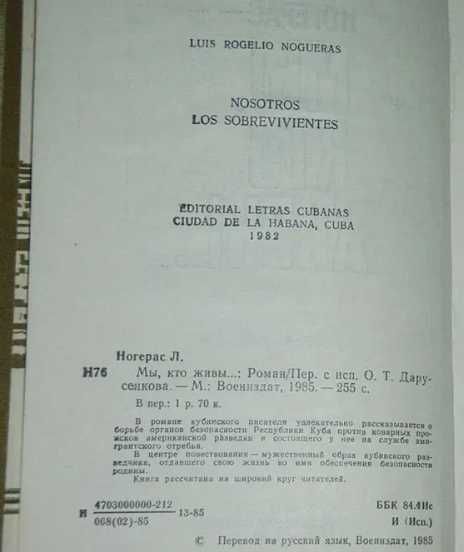 LUIS ROGELIO NOGUERAS
NOSOTROS
LOS SOBREVIVIENTES
EDITORIAL LETRAS CUBANAS
CIUDAD DE LA HABANA, CUBA
1982
Ногерас Л.
Н76 Мы, кто живы...: Роман/Пер. с исп. О. Т. Дару-
сенкова. — М.: Воениздат, 1985. — 255 с.
В пер.: 1 р. 70 к.
В романе кубинского писателя увлекательно рассказывается о
борьбе органов безопасности Республики Куба против коварных про-
исков американской разведки и состоящего у нее на службе эми-
грантского отребья.
В центре повествования — мужественный образ кубинского раз-
ведчика, отдавшего свою жизнь во имя обеспечения безопасности
родины.
Книга рассчитана на широкий круг читателей.
4703000000-212
И 13-85
068(02)-85
ББК 84.4Ис
И (Исп.)
© Перевод на русский язык, Воениздат, 1985